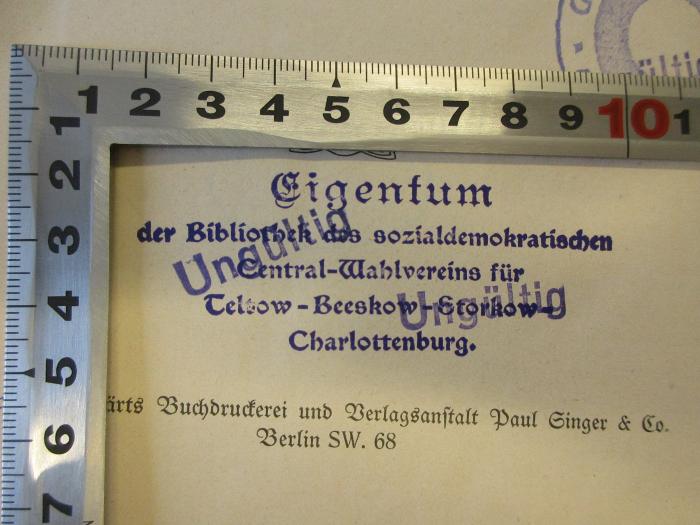 ültig
1 2 3 4 5 6 7 8 9 10 1
1
2
3
4
5
6
7
Eigentum
der Bibliothek des sozialdemokratischen
Central-Wahlvereins für
Teltow-Beeskow-Storkow-
Charlottenburg.
Ungültig
Ungültig
ärts Buchdruckerei und Verlagsanstalt Paul Singer & Co.
Berlin SW. 68